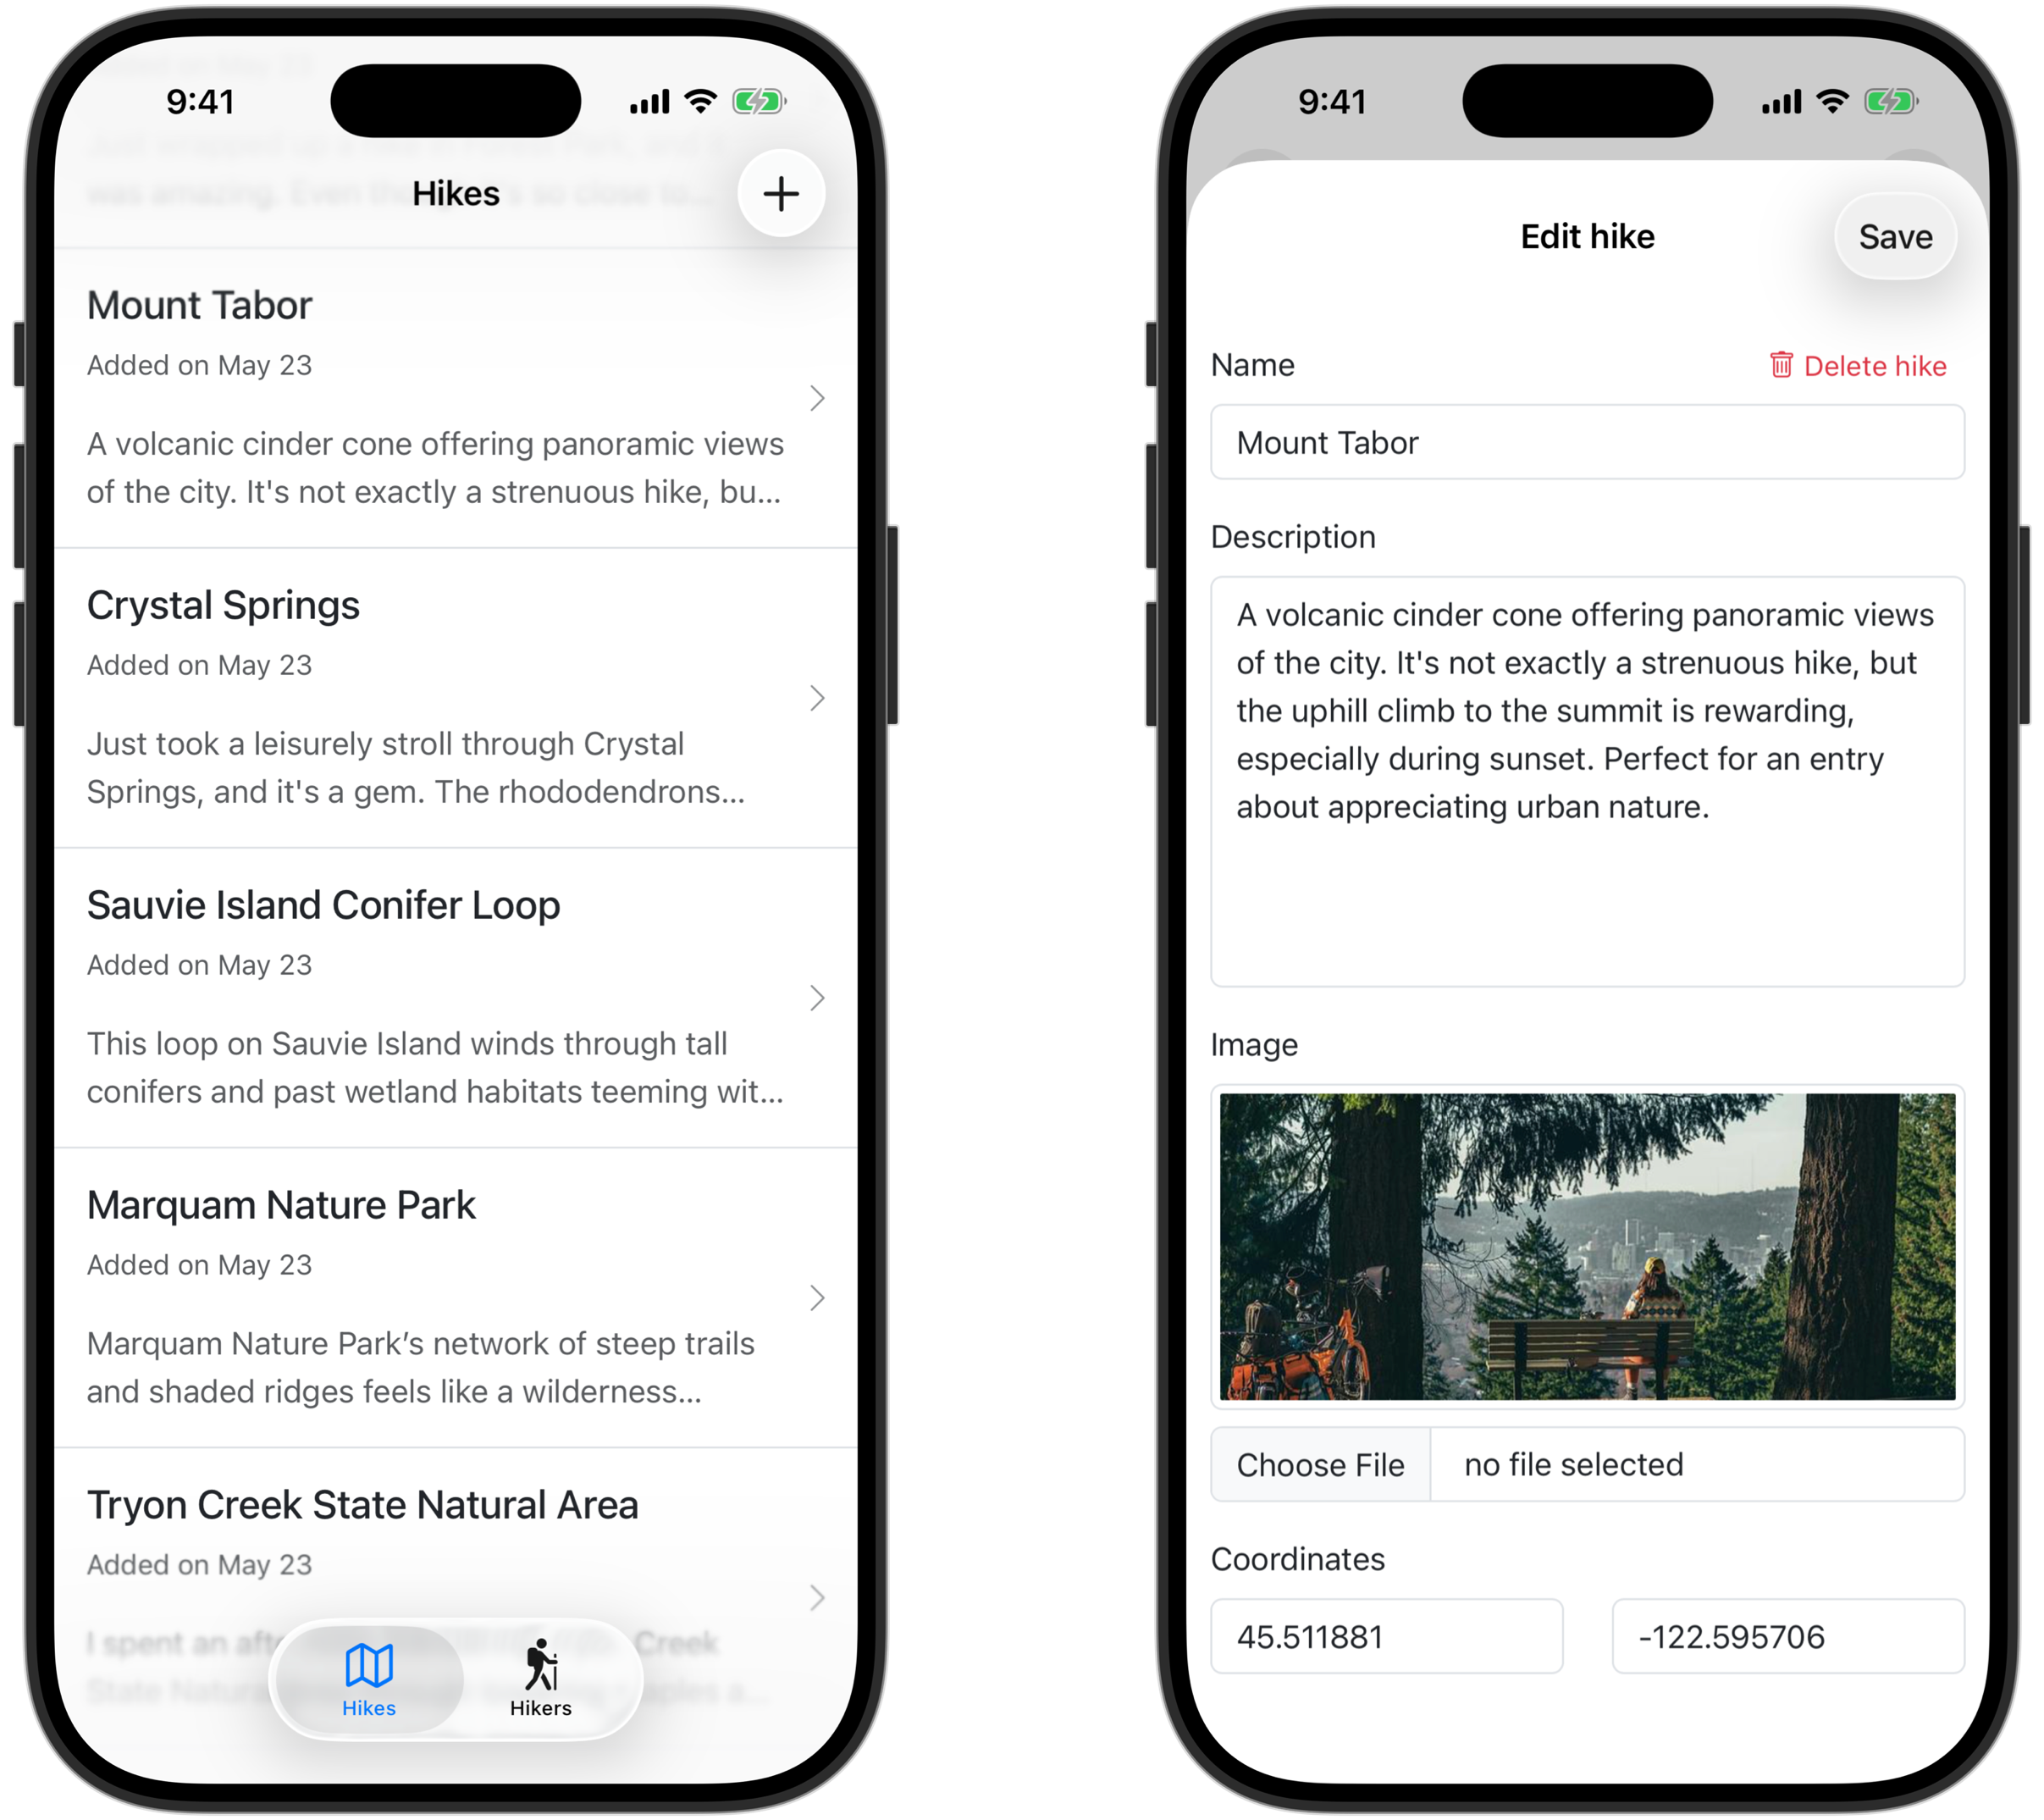 9:41
was amazing. Even
so close to...
Hikes
Mount Tabor
Added on May 23
A volcanic cinder cone offering panoramic views
of the city. It's not exactly a strenuous hike, bu...
Crystal Springs
Added on May 23
Just took a leisurely stroll through Crystal
Springs, and it's a gem. The rhododendrons...
Sauvie Island Conifer Loop
Added on May 23
This loop on Sauvie Island winds through tall
conifers and past wetland habitats teeming wit...
Marquam Nature Park
Added on May 23
Marquam Nature Park’s network of steep trails
and shaded ridges feels like a wilderness...
Tryon Creek State Natural Area
Added on May 23
I spent an
Creek
State
Hikes
Hikers
9:41
Edit hike
Save
Name
Delete hike
Mount Tabor
Description
A volcanic cinder cone offering panoramic views
of the city. It's not exactly a strenuous hike, but
the uphill climb to the summit is rewarding,
especially during sunset. Perfect for an entry
about appreciating urban nature.
Image
Choose File
no file selected
Coordinates
45.511881
-122.595706